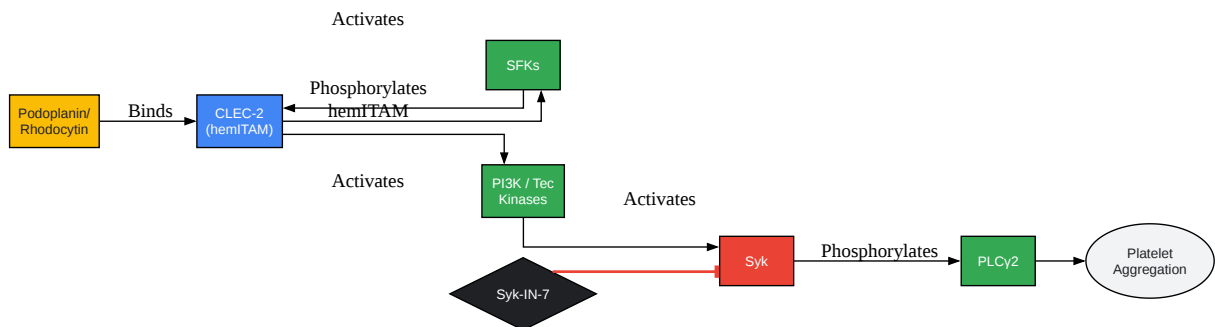 Activates
SFKs
Phosphorylates
hemITAM
Podoplanin/
Rhodocytin
Binds
CLEC-2
(hemITAM)
Activates
PI3K / Tec
Kinases
Activates
Syk
Phosphorylates
PLCγ2
Platelet
Aggregation
Syk-IN-7